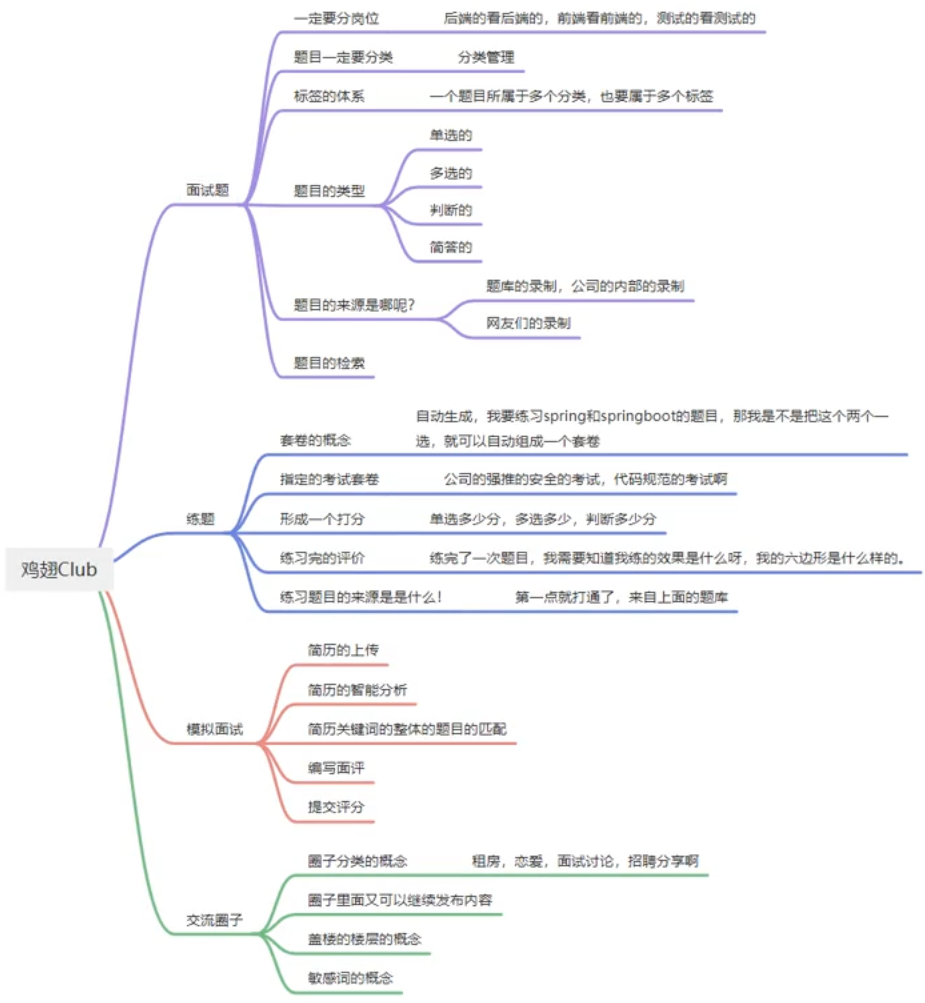 一定要分岗位
后端的看后端的，前端看前端的，测试的看测试的
题目一定要分类
分类管理
标签的体系
一个题目所属于多个分类，也要属于多个标签
面试题
题目的类型
单选的
多选的
判断的
简答的
题目的来源是哪呢？
题库的录制，公司的内部的录制
网友们的录制
题目的检索
套卷的概念
自动生成，我要练习spring和springboot的题目，那我是不是把这个两个一
选，就可以自动组成一个套卷
指定的考试套卷
公司的强推的安全的考试，代码规范的考试啊
练题
形成一个打分
单选多少分，多选多少，判断多少分
练习完的评价
练完了一次题目，我需要知道我练的效果是什么呀，我的六边形是什么样的。
练习题目的来源是是什么！
第一点就打通了，来自上面的题库
鸡翅Club
简历的上传
简历的智能分析
模拟面试
简历关键词的整体的题目的匹配
编写面评
提交评分
圈子分类的概念
租房，恋爱，面试讨论，招聘分享啊
圈子里面又可以继续发布内容
交流圈子
盖楼的楼层的概念
敏感词的概念